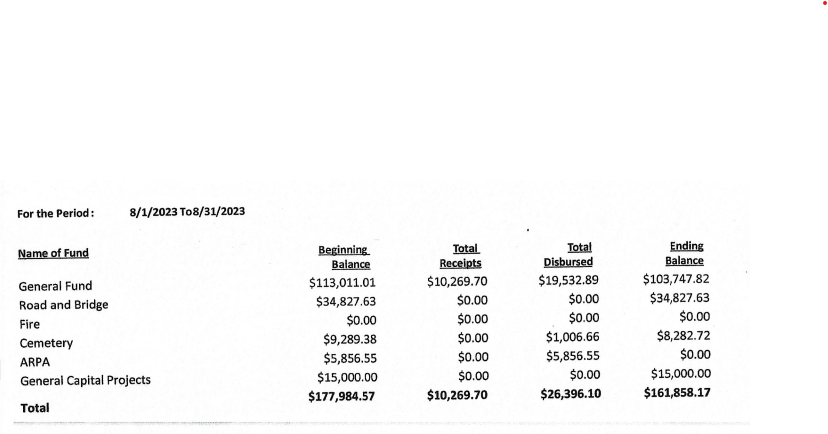 For the Period : 8/1/2023 To8/31/2023
Name of Fund Beginning Balance Total Receipts Total Disbursed Ending Balance
General Fund $113,011.01 $10,269.70 $19,532.89 $103,747.82
Road and Bridge $34,827.63 $0.00 $0.00 $34,827.63
Fire $0.00 $0.00 $0.00 $0.00
Cemetery $9,289.38 $0.00 $1,006.66 $8,282.72
ARPA $5,856.55 $0.00 $5,856.55 $0.00
General Capital Projects $15,000.00 $0.00 $0.00 $15,000.00
Total $177,984.57 $10,269.70 $26,396.10 $161,858.17